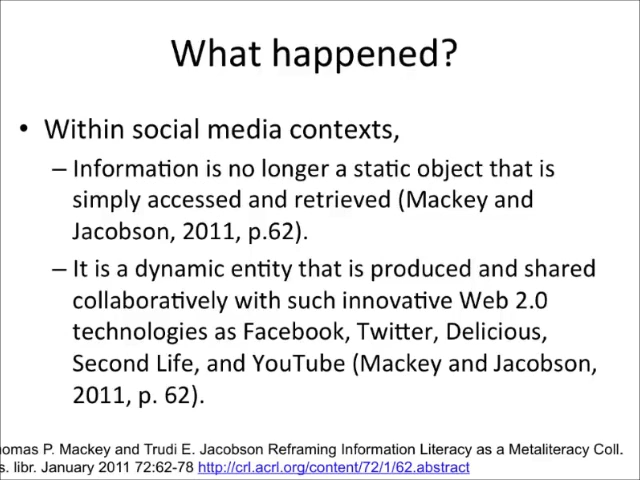 What happened?
• Within social media contexts,
– Information is no longer a static object that is
simply accessed and retrieved (Mackey and
Jacobson, 2011, p.62).
– It is a dynamic entity that is produced and shared
collaboratively with such innovative Web 2.0
technologies as Facebook, Twitter, Delicious,
Second Life, and YouTube (Mackey and Jacobson,
2011, p. 62).
omas P. Mackey and Trudi E. Jacobson Reframing Information Literacy as a Metaliteracy Coll.
s. libr. January 2011 72:62-78 http://crl.acrl.org/content/72/1/62.abstract